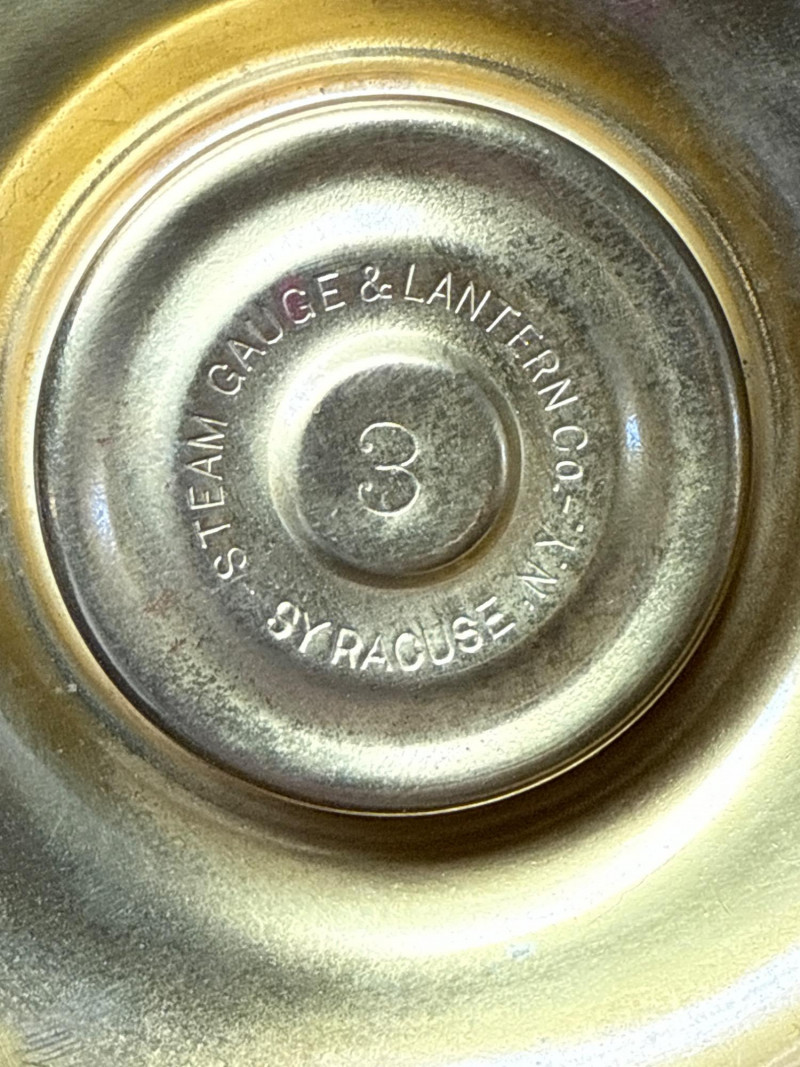 STEAM GAUGE & LANTERN Co. – N.Y.
SYRACUSE
3